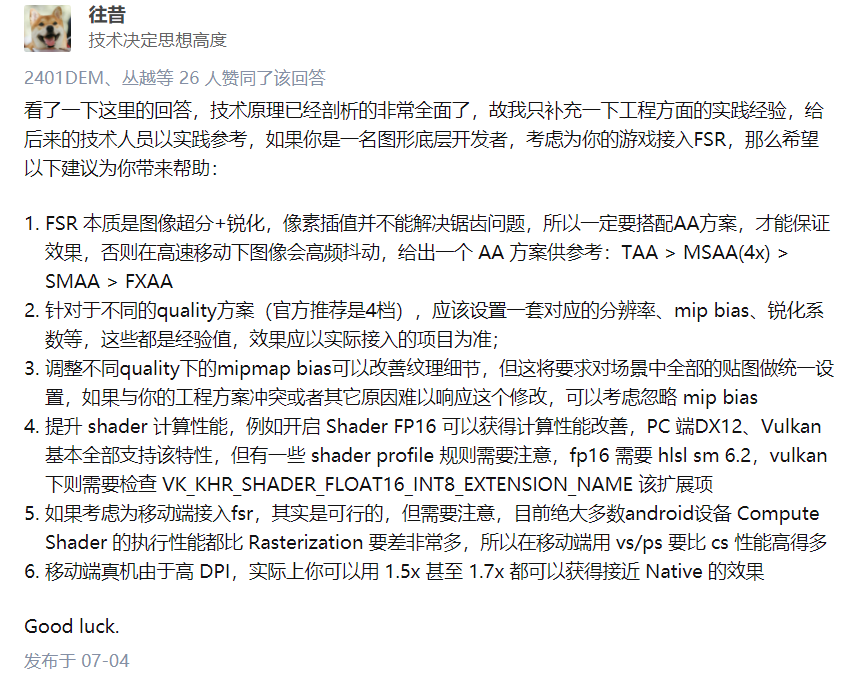 往昔
技术决定思想高度
2401DEM、丛越等 26 人赞同了该回答
看了一下这里的回答，技术原理已经剖析的非常全面了，故我只补充一下工程方面的实践经验，给
后来的技术人员以实践参考，如果你是一名图形底层开发者，考虑为你的游戏接入FSR，那么希望
以下建议为你带来帮助：
1. FSR 本质是图像超分+锐化，像素插值并不能解决锯齿问题，所以一定要搭配AA方案，才能保证
效果，否则在高速移动下图像会高频抖动，给出一个 AA 方案供参考：TAA > MSAA(4x) >
SMAA > FXAA
2. 针对于不同的quality方案（官方推荐是4档），应该设置一套对应的分辨率、mip bias、锐化系
数等，这些都是经验值，效果应以实际接入的项目为准；
3. 调整不同quality下的mipmap bias可以改善纹理细节，但这将要求对场景中全部的贴图做统一设
置，如果与你的工程方案冲突或者其它原因难以响应这个修改，可以考虑忽略 mip bias
4. 提升 shader 计算性能，例如开启 Shader FP16 可以获得计算性能改善，PC 端DX12、Vulkan
基本全部支持该特性，但有一些 shader profile 规则需要注意，fp16 需要 hlsl sm 6.2，vulkan
下则需要检查 VK_KHR_SHADER_FLOAT16_INT8_EXTENSION_NAME 该扩展项
5. 如果考虑为移动端接入fsr，其实是可行的，但需要注意，目前绝大多数android设备 Compute
Shader 的执行性能都比 Rasterization 要差非常多，所以在移动端用 vs/ps 要比 cs 性能高得多
6. 移动端真机由于高 DPI，实际上你可以用 1.5x 甚至 1.7x 都可以获得接近 Native 的效果
Good luck.
发布于 07-04